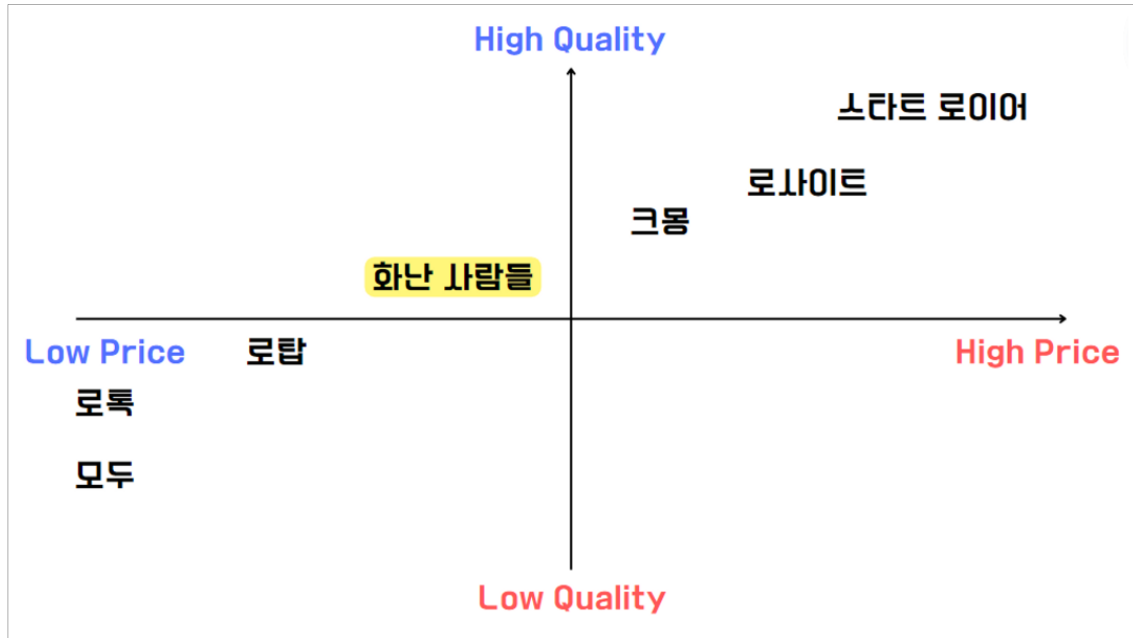 High Quality
스타트 로이어
로사이트
크몽
화난 사람들
Low Price
로탑
High Price
로톡
모두
Low Quality